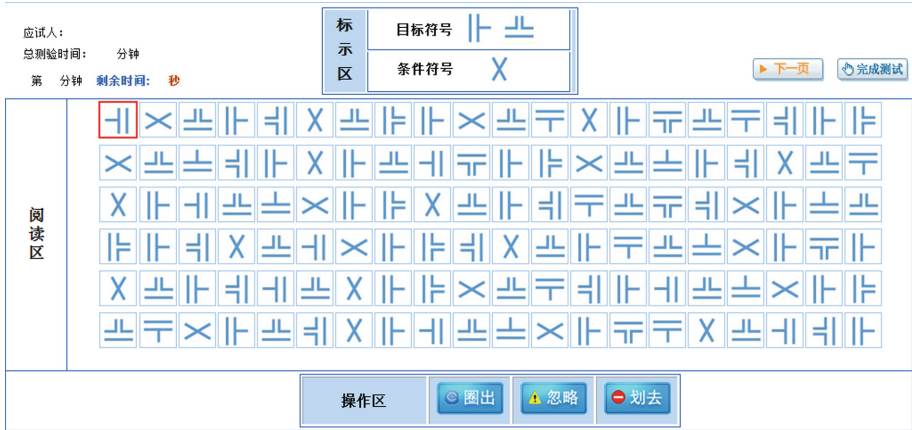 应试人：
总测验时间： 分钟
第 分钟 剩余时间： 秒
标示区
目标符号
条件符号
下一页
完成测试
阅读区
操作区
圈出
忽略
划去